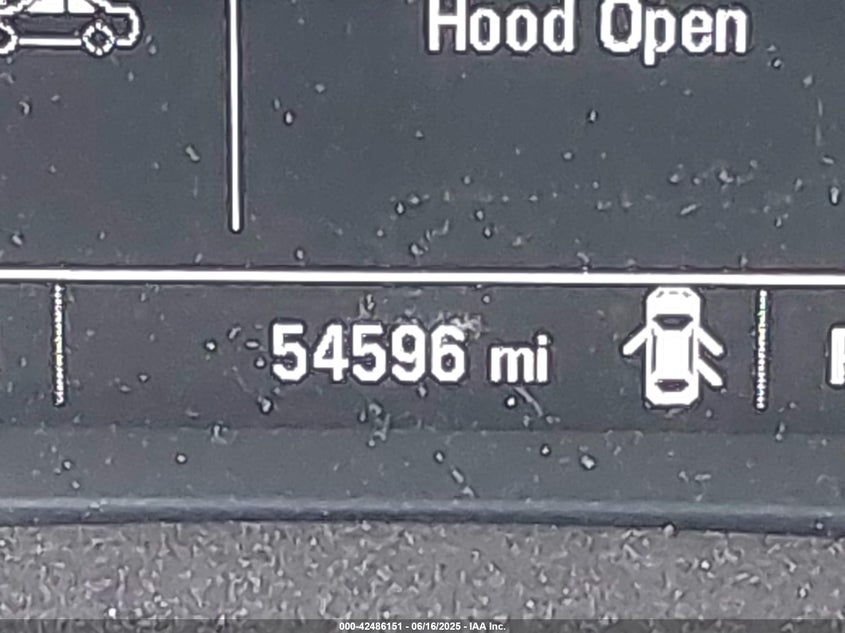 Hood Open
54596 mi
000-42486151 - 06/16/2025 - IAA Inc.